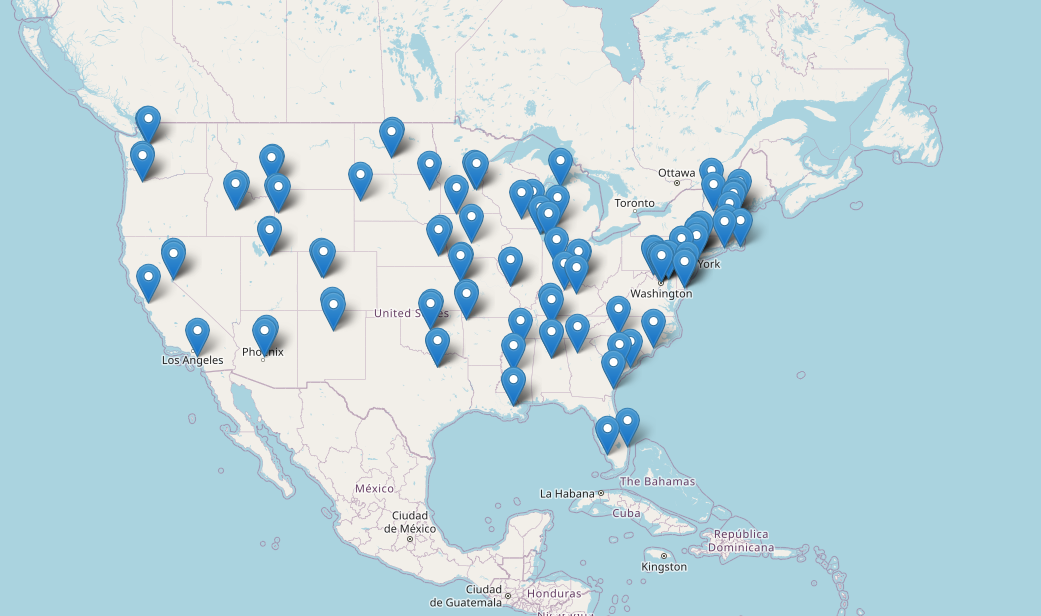 Ottawa
Toronto
York
Washington
United S
Los Angeles
Phoenix
México
Ciudad
de México
La Habana
The Bahamas
Cuba
República
Dominicana
Kingston
Ciudad
de Guatemala
Honduras